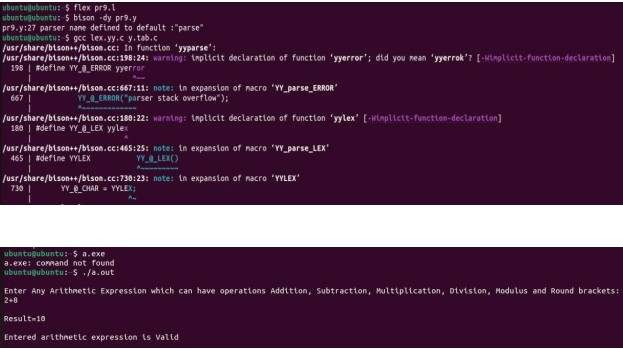 ubuntu@ubuntu:~$ flex pr9.l
ubuntu@ubuntu:~$ bison -dy pr9.y
pr9.y:27 parser name defined to default :"parse"
ubuntu@ubuntu:~$ gcc lex.yy.c y.tab.c
/usr/share/bison++/bison.cc: In function ‘yyparse’:
/usr/share/bison++/bison.cc:198:24: warning: implicit declaration of function ‘yyerror’; did you mean ‘yyerrok’? [-Wimplicit-function-declaration]
198 | #define YY_@_ERROR yyerror
| ^~~
/usr/share/bison++/bison.cc:667:11: note: in expansion of macro ‘YY_parse_ERROR’
667 | YY_@_ERROR("parser stack overflow");
| ^~~~~~~~~~~~~
/usr/share/bison++/bison.cc:180:22: warning: implicit declaration of function ‘yylex’ [-Wimplicit-function-declaration]
180 | #define YY_@_LEX yylex
| ^
/usr/share/bison++/bison.cc:465:25: note: in expansion of macro ‘YY_parse_LEX’
465 | #define YYLEX YY_@_LEX()
| ^~~~~~~~~
/usr/share/bison++/bison.cc:730:23: note: in expansion of macro ‘YYLEX’
730 | YY_@_CHAR = YYLEX;
| ^~
ubuntu@ubuntu:~$ a.exe
a.exe: command not found
ubuntu@ubuntu:~$ ./a.out
Enter Any Arithmetic Expression which can have operations Addition, Subtraction, Multiplication, Division, Modulus and Round brackets:
2+8
Result=10
Entered arithmetic expression is Valid